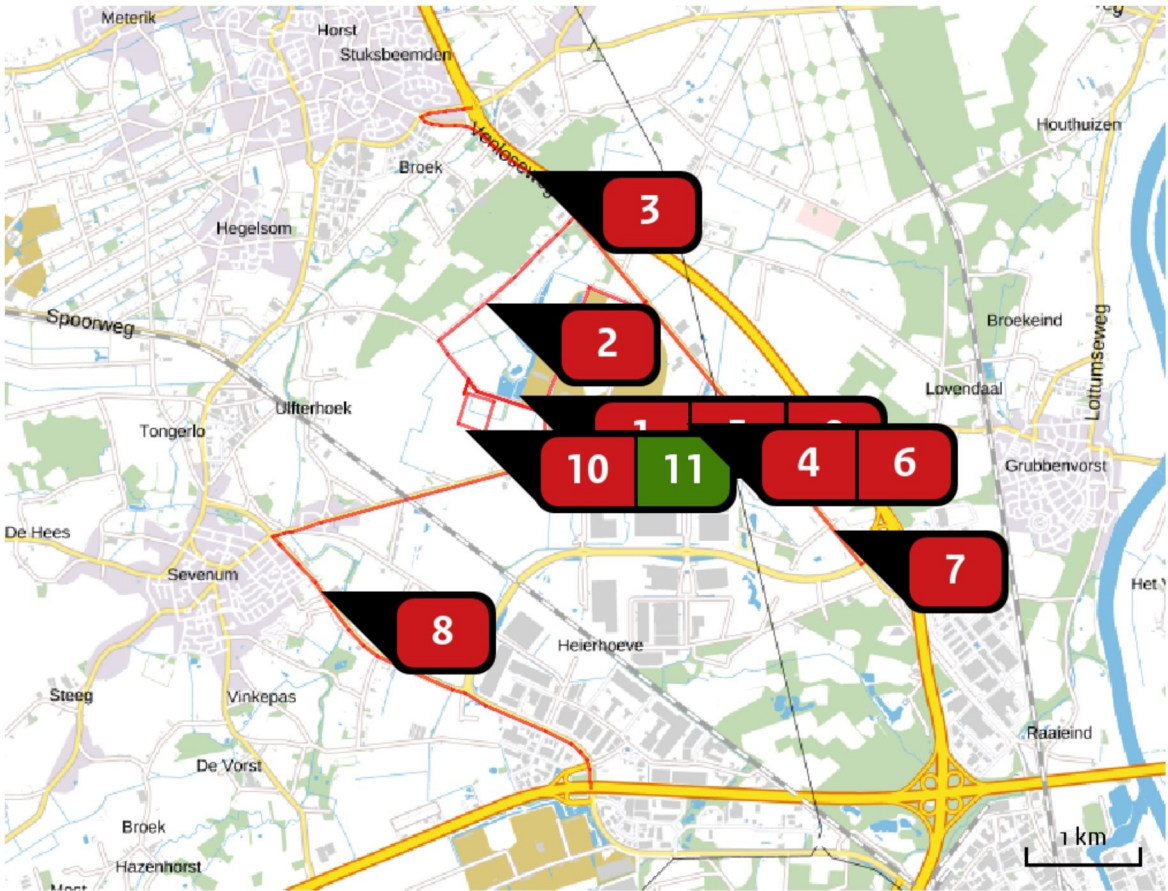 Meterik
Horst
Stuksbeemden
Houthuizen
Venloseweg
Broek
3
Hegelsom
Spoorweg
Broekeind
Lottumseweg
2
Lovendaal
Ulfterhoek
Tongerlo
10 11
4 6
Grubbenvorst
De Hees
Sevenum
7
8
Heierhoeve
Steeg
Vinkepas
Raaieind
De Vorst
Broek
Hazenhorst
1 km